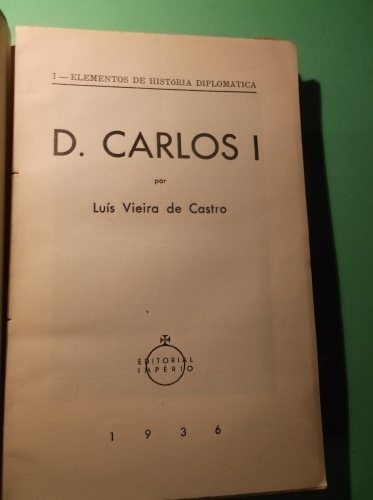 I — ELEMENTOS DE HISTÓRIA DIPLOMÁTICA
D. CARLOS I
por
Luís Vieira de Castro
EDITORIAL
IMPÉRIO
1 9 3 6